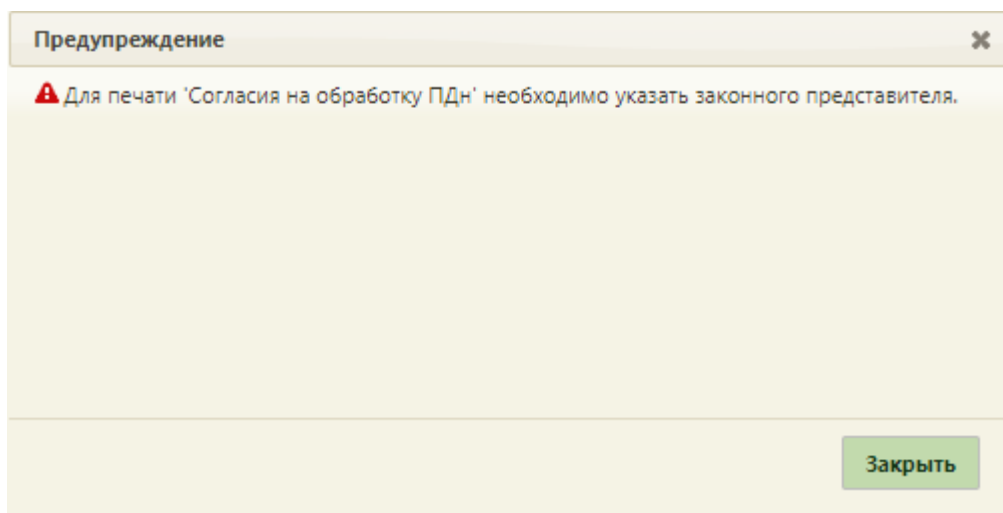 Предупреждение
Для печати 'Согласия на обработку ПДн' необходимо указать законного представителя.
Закрыть